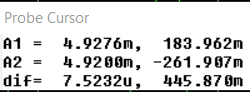 Probe Cursor
A1 = 4.9276m, 183.962m
A2 = 4.9200m, -261.907m
dif= 7.5232u, 445.870m